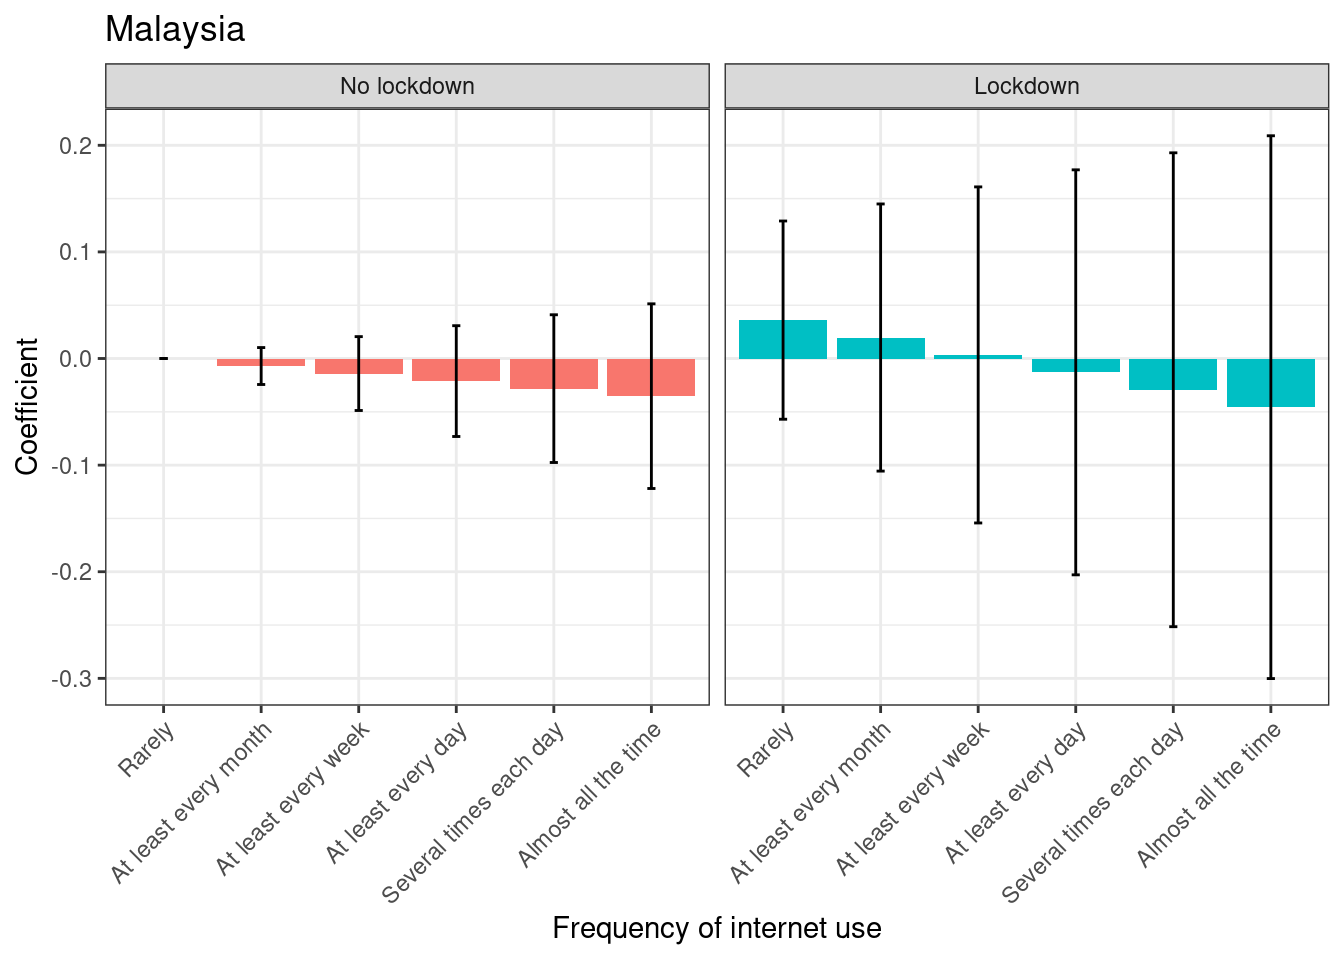 Malaysia
No lockdown
Lockdown
Coefficient
0.2
0.1
0.0
-0.1
-0.2
-0.3
Rarely
At least every month
At least every week
At least every day
Several times each day
Almost all the time
Rarely
At least every month
At least every week
At least every day
Several times each day
Almost all the time
Frequency of internet use